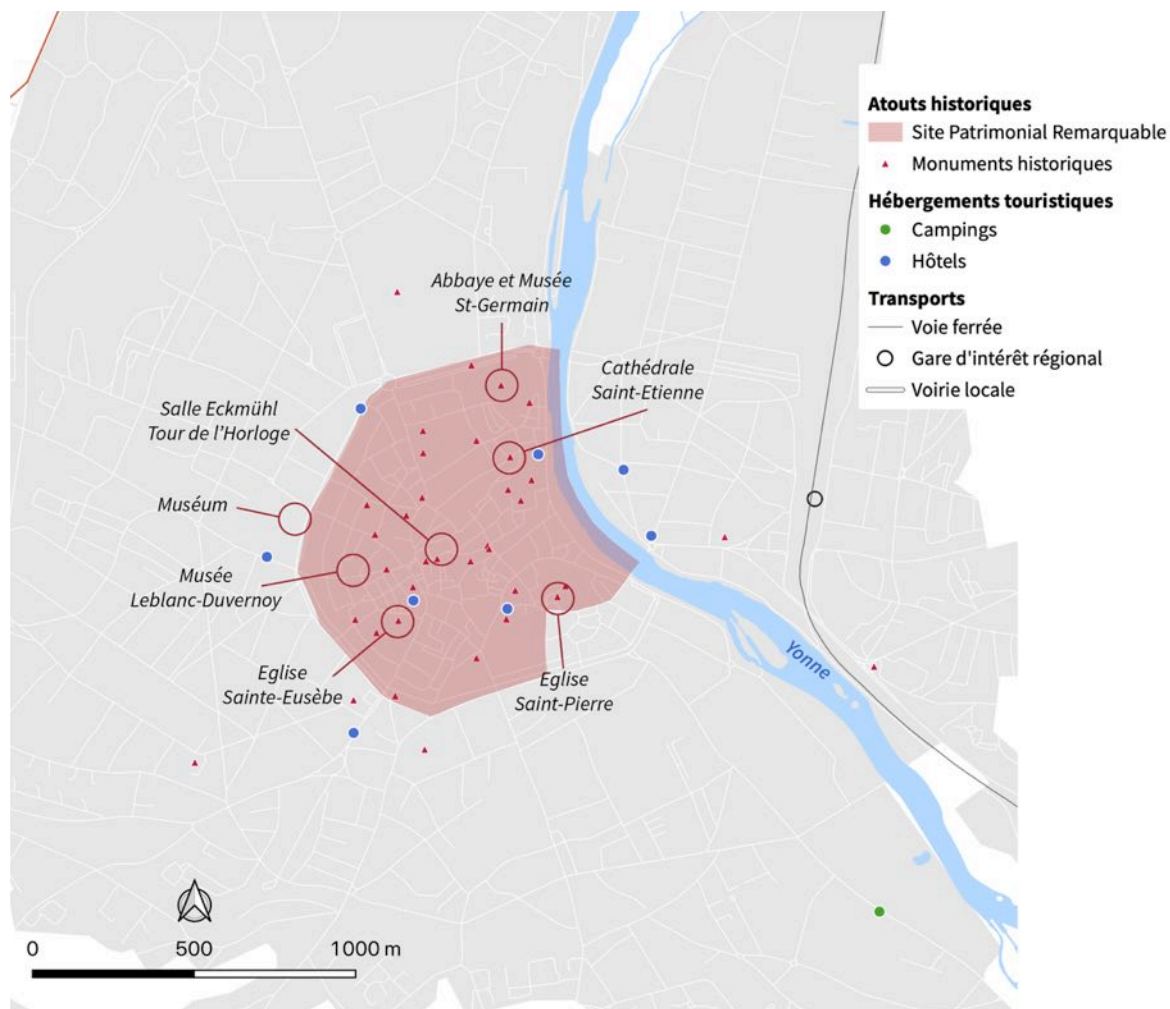 Atouts historiques
Site Patrimonial Remarquable
Monuments historiques
Hébergements touristiques
Campings
Hôtels
Transports
Voie ferrée
Gare d'intérêt régional
Voirie locale
Abbaye et Musée
St-Germain
Cathédrale
Saint-Etienne
Salle Eckmühl
Tour de l’Horloge
Muséum
Musée
Leblanc-Duvernoy
Eglise
Sainte-Eusèbe
Eglise
Saint-Pierre
Yonne
0 500 1000 m